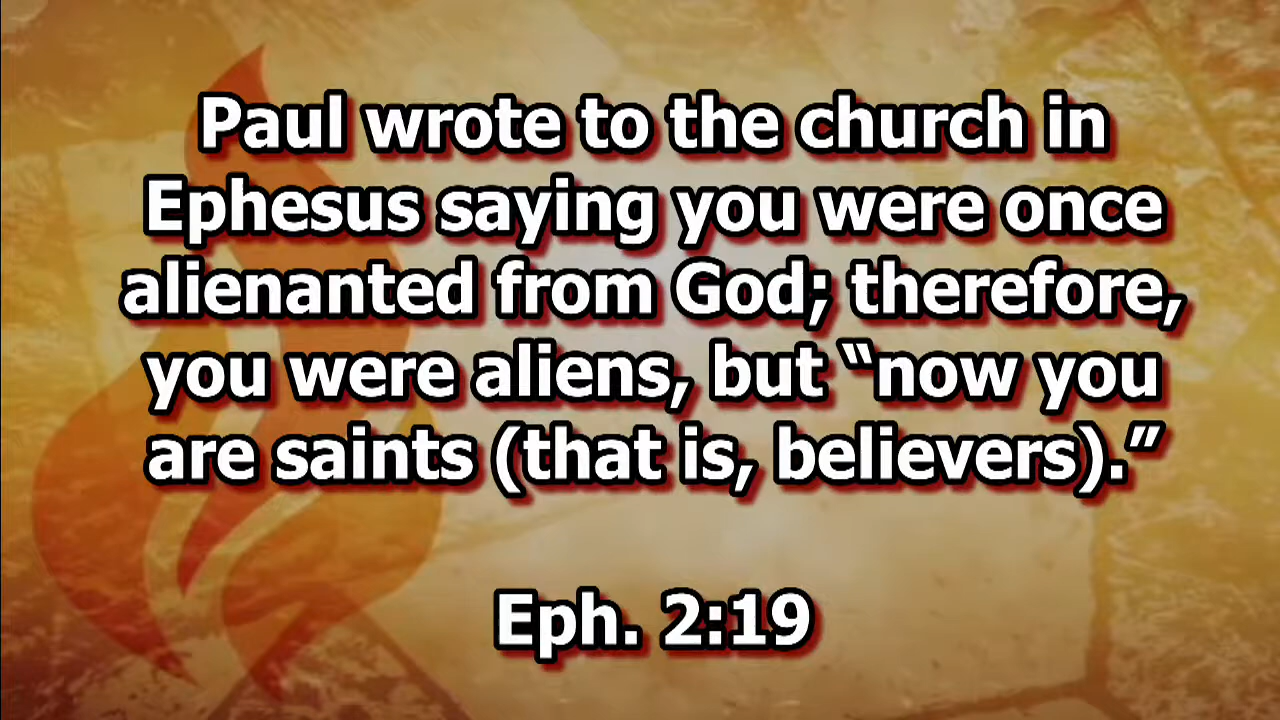 Paul wrote to the church in
Ephesus saying you were once
alienanted from God; therefore,
you were aliens, but “now you
are saints (that is, believers).”
Eph. 2:19